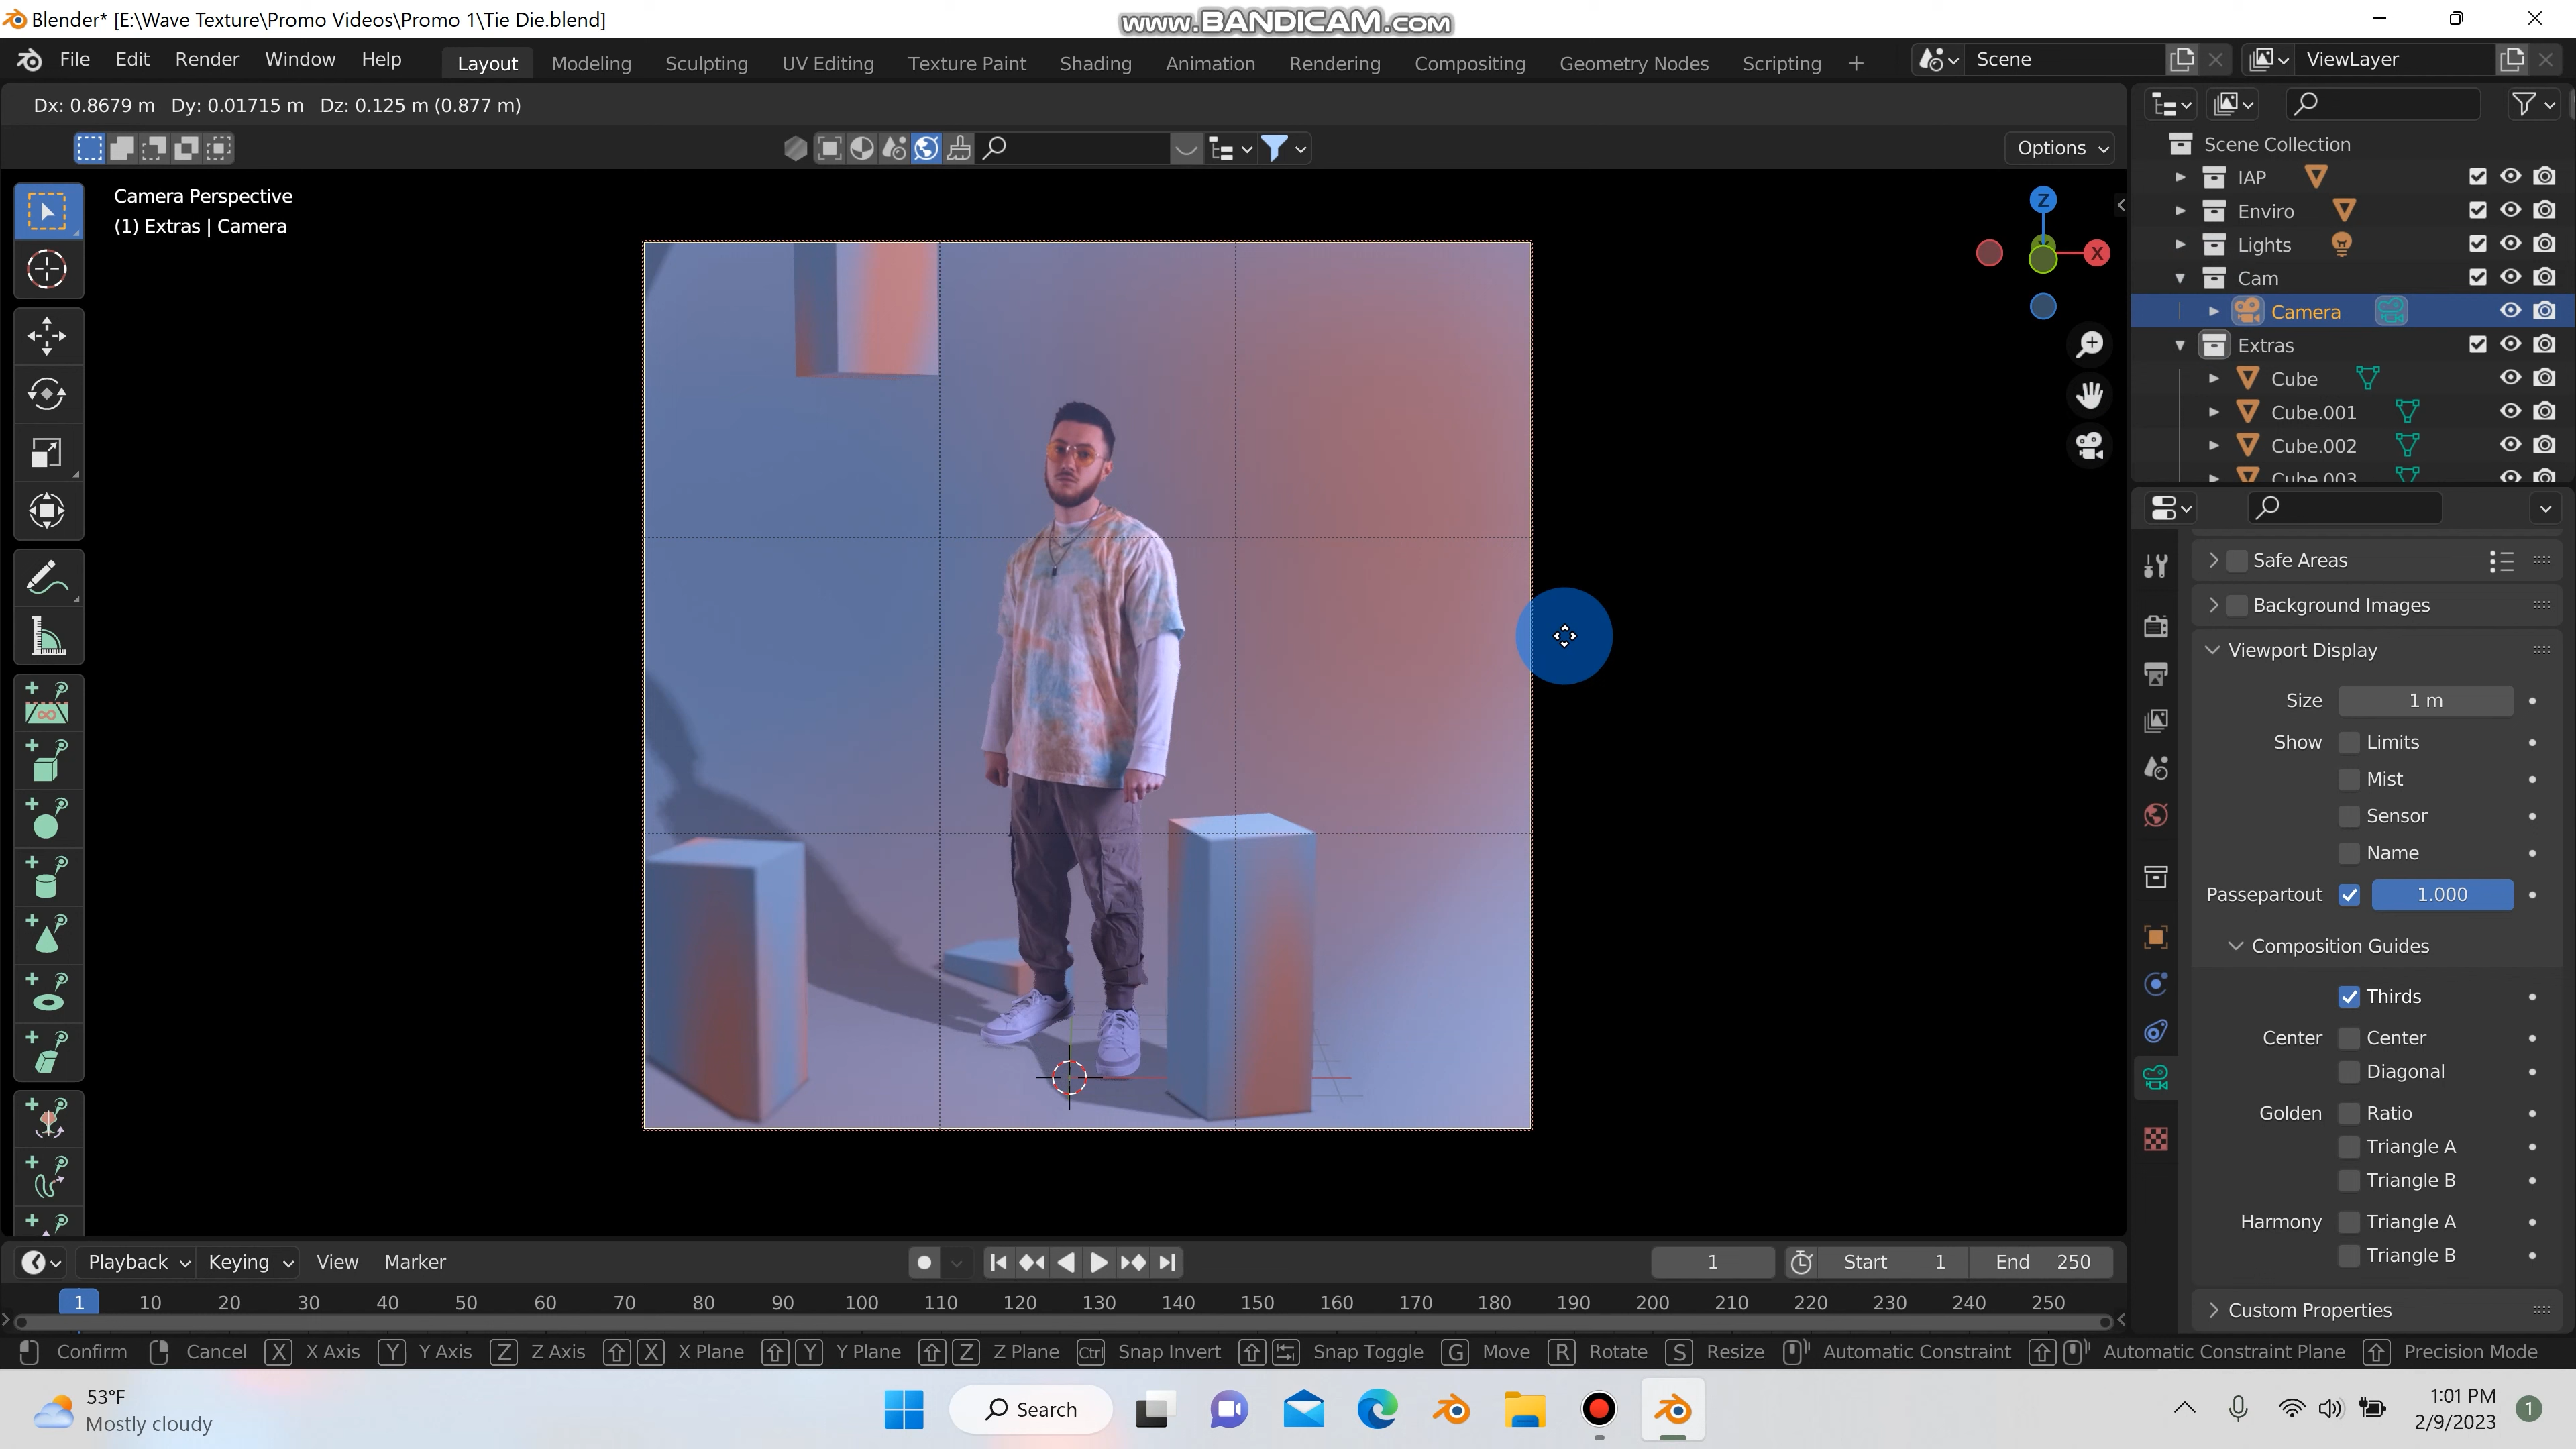 Blender* [E:\Wave Texture\Promo Videos\Promo 1\Tie Die.blend]
www.BANDICAM.com
File Edit Render Window Help
Layout Modeling Sculpting UV Editing Texture Paint Shading Animation Rendering Compositing Geometry Nodes Scripting +
Scene
ViewLayer
Dx: 0.8679 m Dy: 0.01715 m Dz: 0.125 m (0.877 m)
Options
Camera Perspective
(1) Extras | Camera
Z
X
Scene Collection
IAP
Enviro
Lights
Cam
Camera
Extras
Cube
Cube.001
Cube.002
Cube.003
Safe Areas
Background Images
Viewport Display
Size 1 m
Show Limits
Mist
Sensor
Name
Passepartout 1.000
Composition Guides
Thirds
Center Center
Diagonal
Golden Ratio
Triangle A
Triangle B
Harmony Triangle A
Triangle B
Custom Properties
Playback Keying View Marker
1 Start 1 End 250
1 10 20 30 40 50 60 70 80 90 100 110 120 130 140 150 160 170 180 190 200 210 220 230 240 250
Confirm Cancel X X Axis Y Y Axis Z Z Axis X X Plane Y Y Plane Z Z Plane Ctrl Snap Invert Snap Toggle G Move R Rotate S Resize Automatic Constraint Automatic Constraint Plane Precision Mode
53°F
Mostly cloudy
Search
1:01 PM
2/9/2023
1